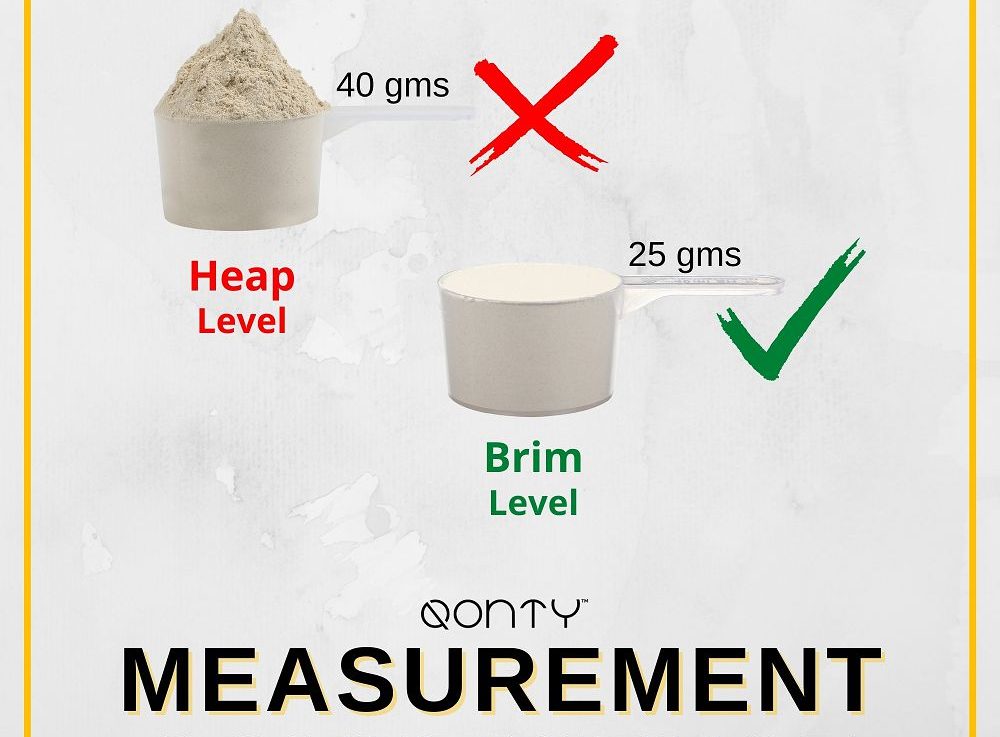 40 gms
Heap
Level
25 gms
Brim
Level
QONTY™
MEASUREMENT